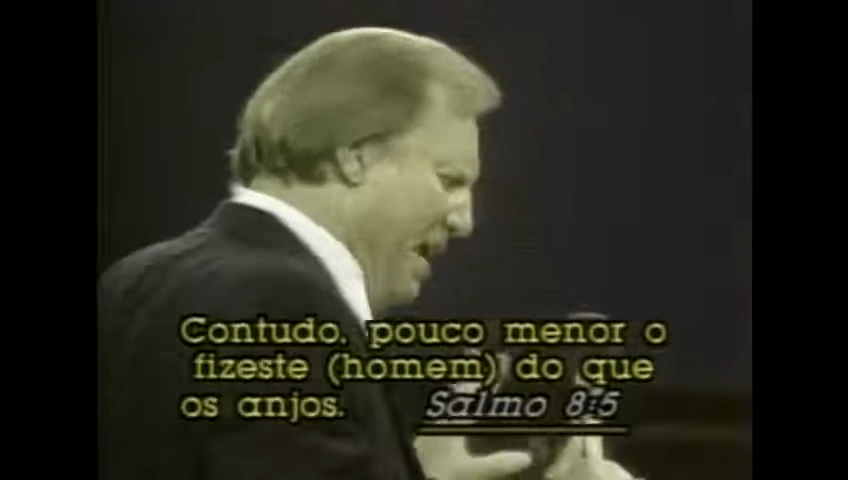 Contudo, pouco menor o
fizeste (homem) do que
os anjos. Salmo 8:5